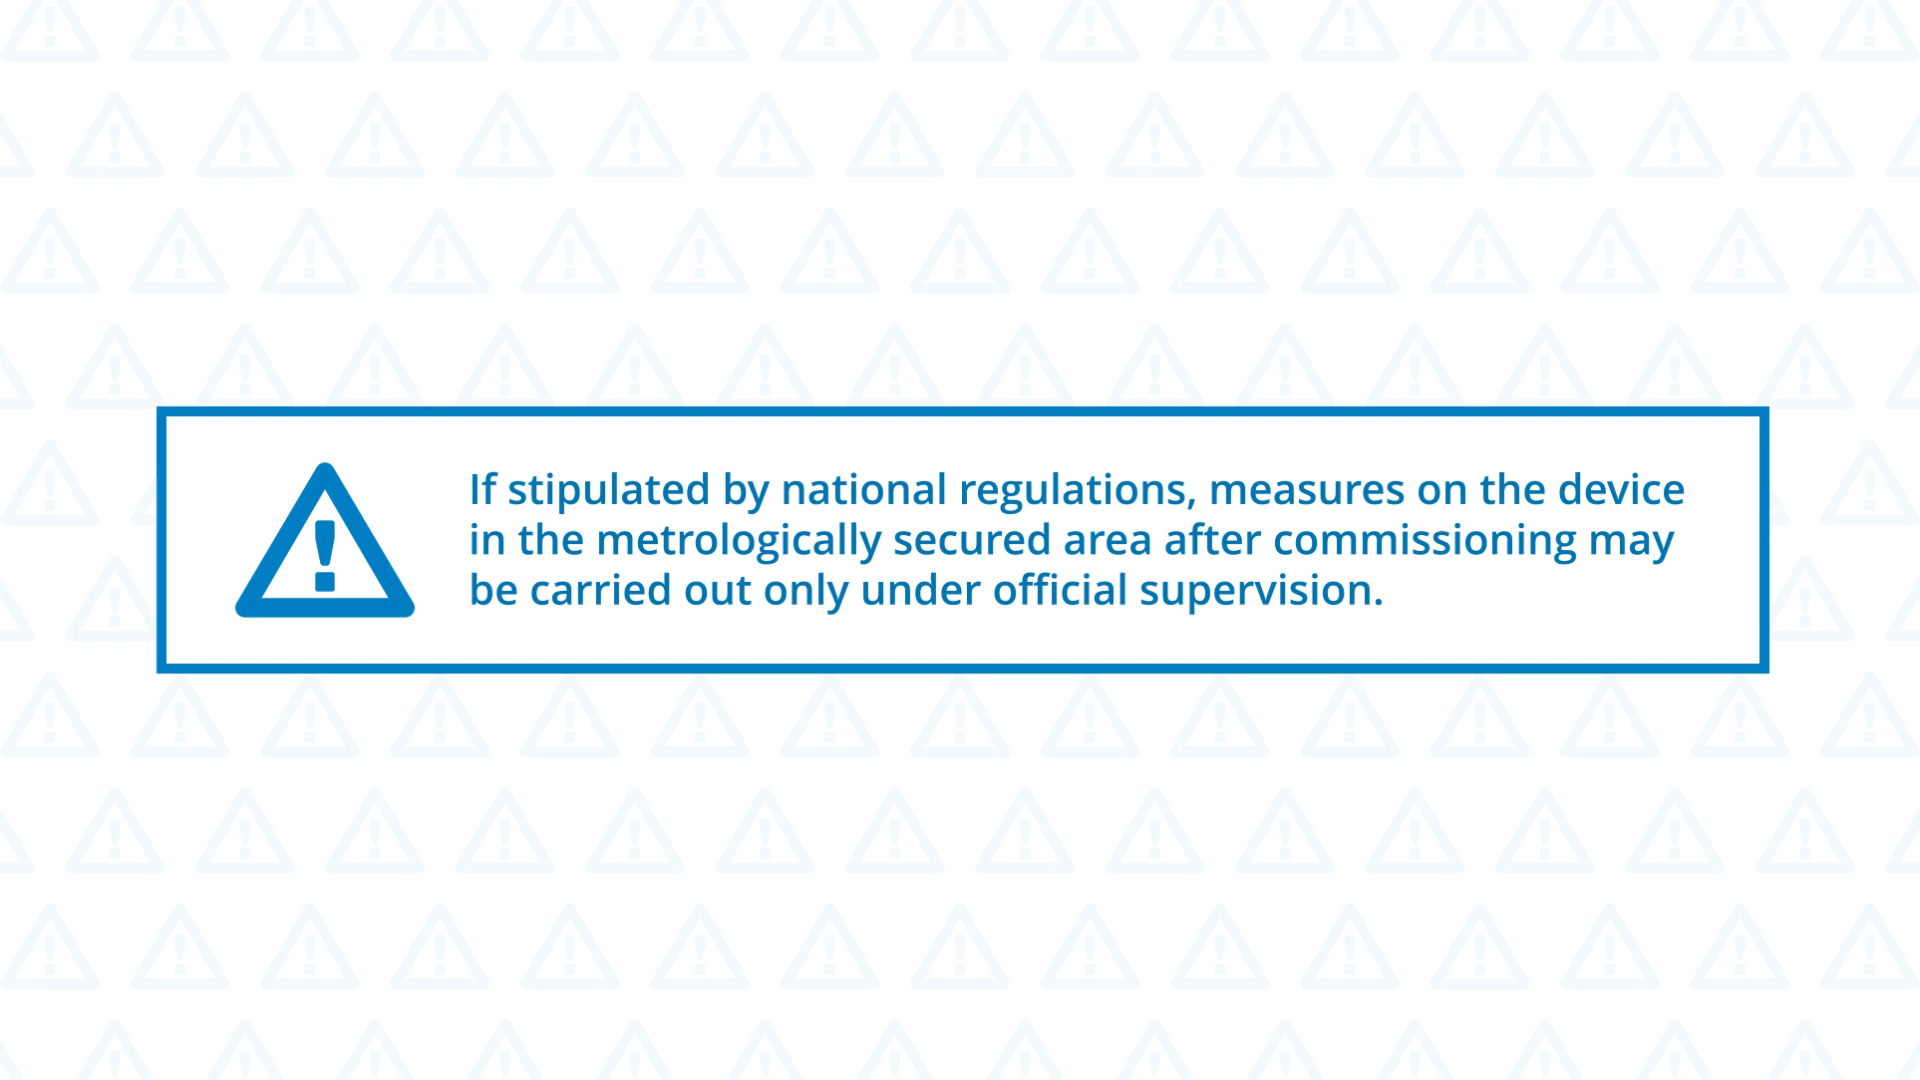 If stipulated by national regulations, measures on the device
in the metrologically secured area after commissioning may
be carried out only under official supervision.